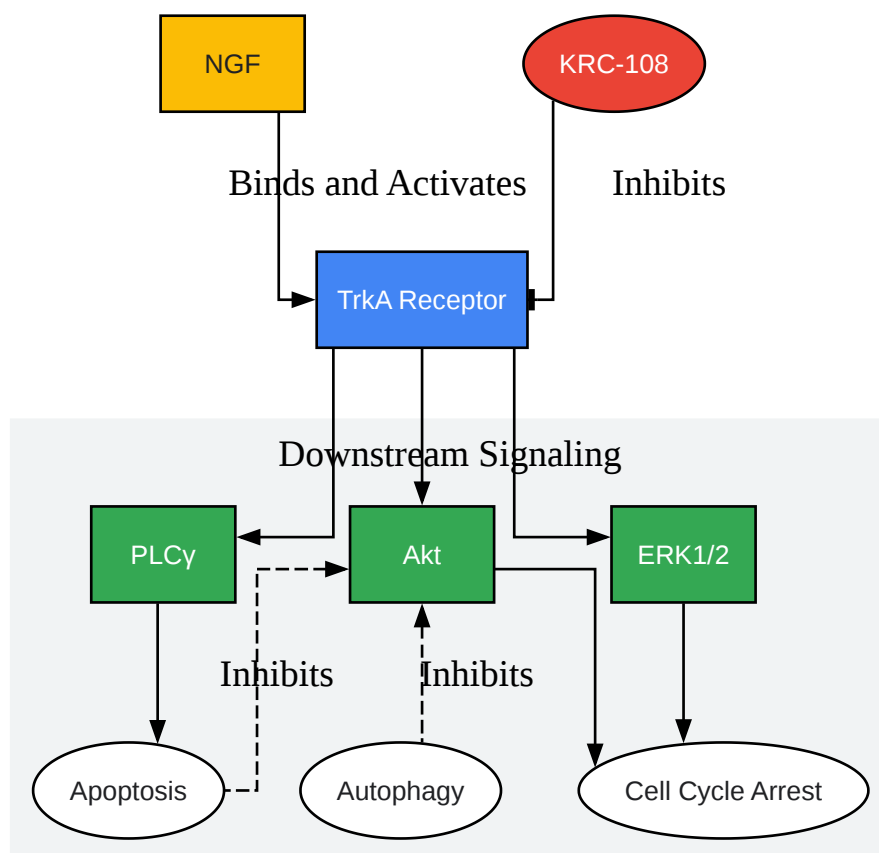 NGF
KRC-108
Binds and Activates
Inhibits
TrkA Receptor
Downstream Signaling
PLCγ
Akt
ERK1/2
Inhibits
Inhibits
Apoptosis
Autophagy
Cell Cycle Arrest